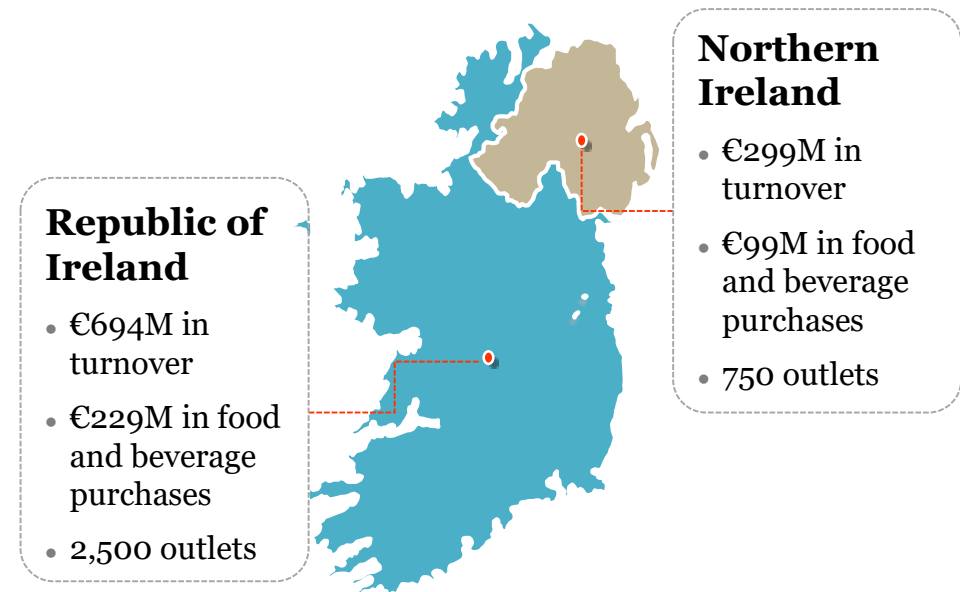 Republic of
Ireland
• €694M in
turnover
• €229M in food
and beverage
purchases
• 2,500 outlets
Northern
Ireland
• €299M in
turnover
• €99M in food
and beverage
purchases
• 750 outlets